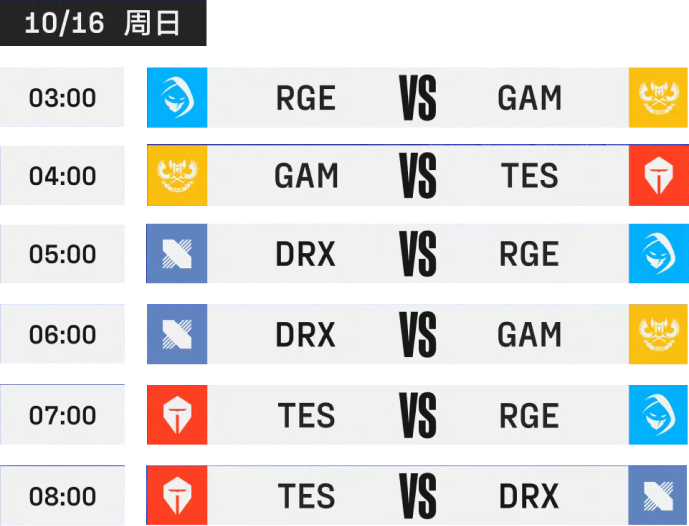 10/16 周日
03:00 RGE VS GAM
04:00 GAM VS TES
05:00 DRX VS RGE
06:00 DRX VS GAM
07:00 TES VS RGE
08:00 TES VS DRX